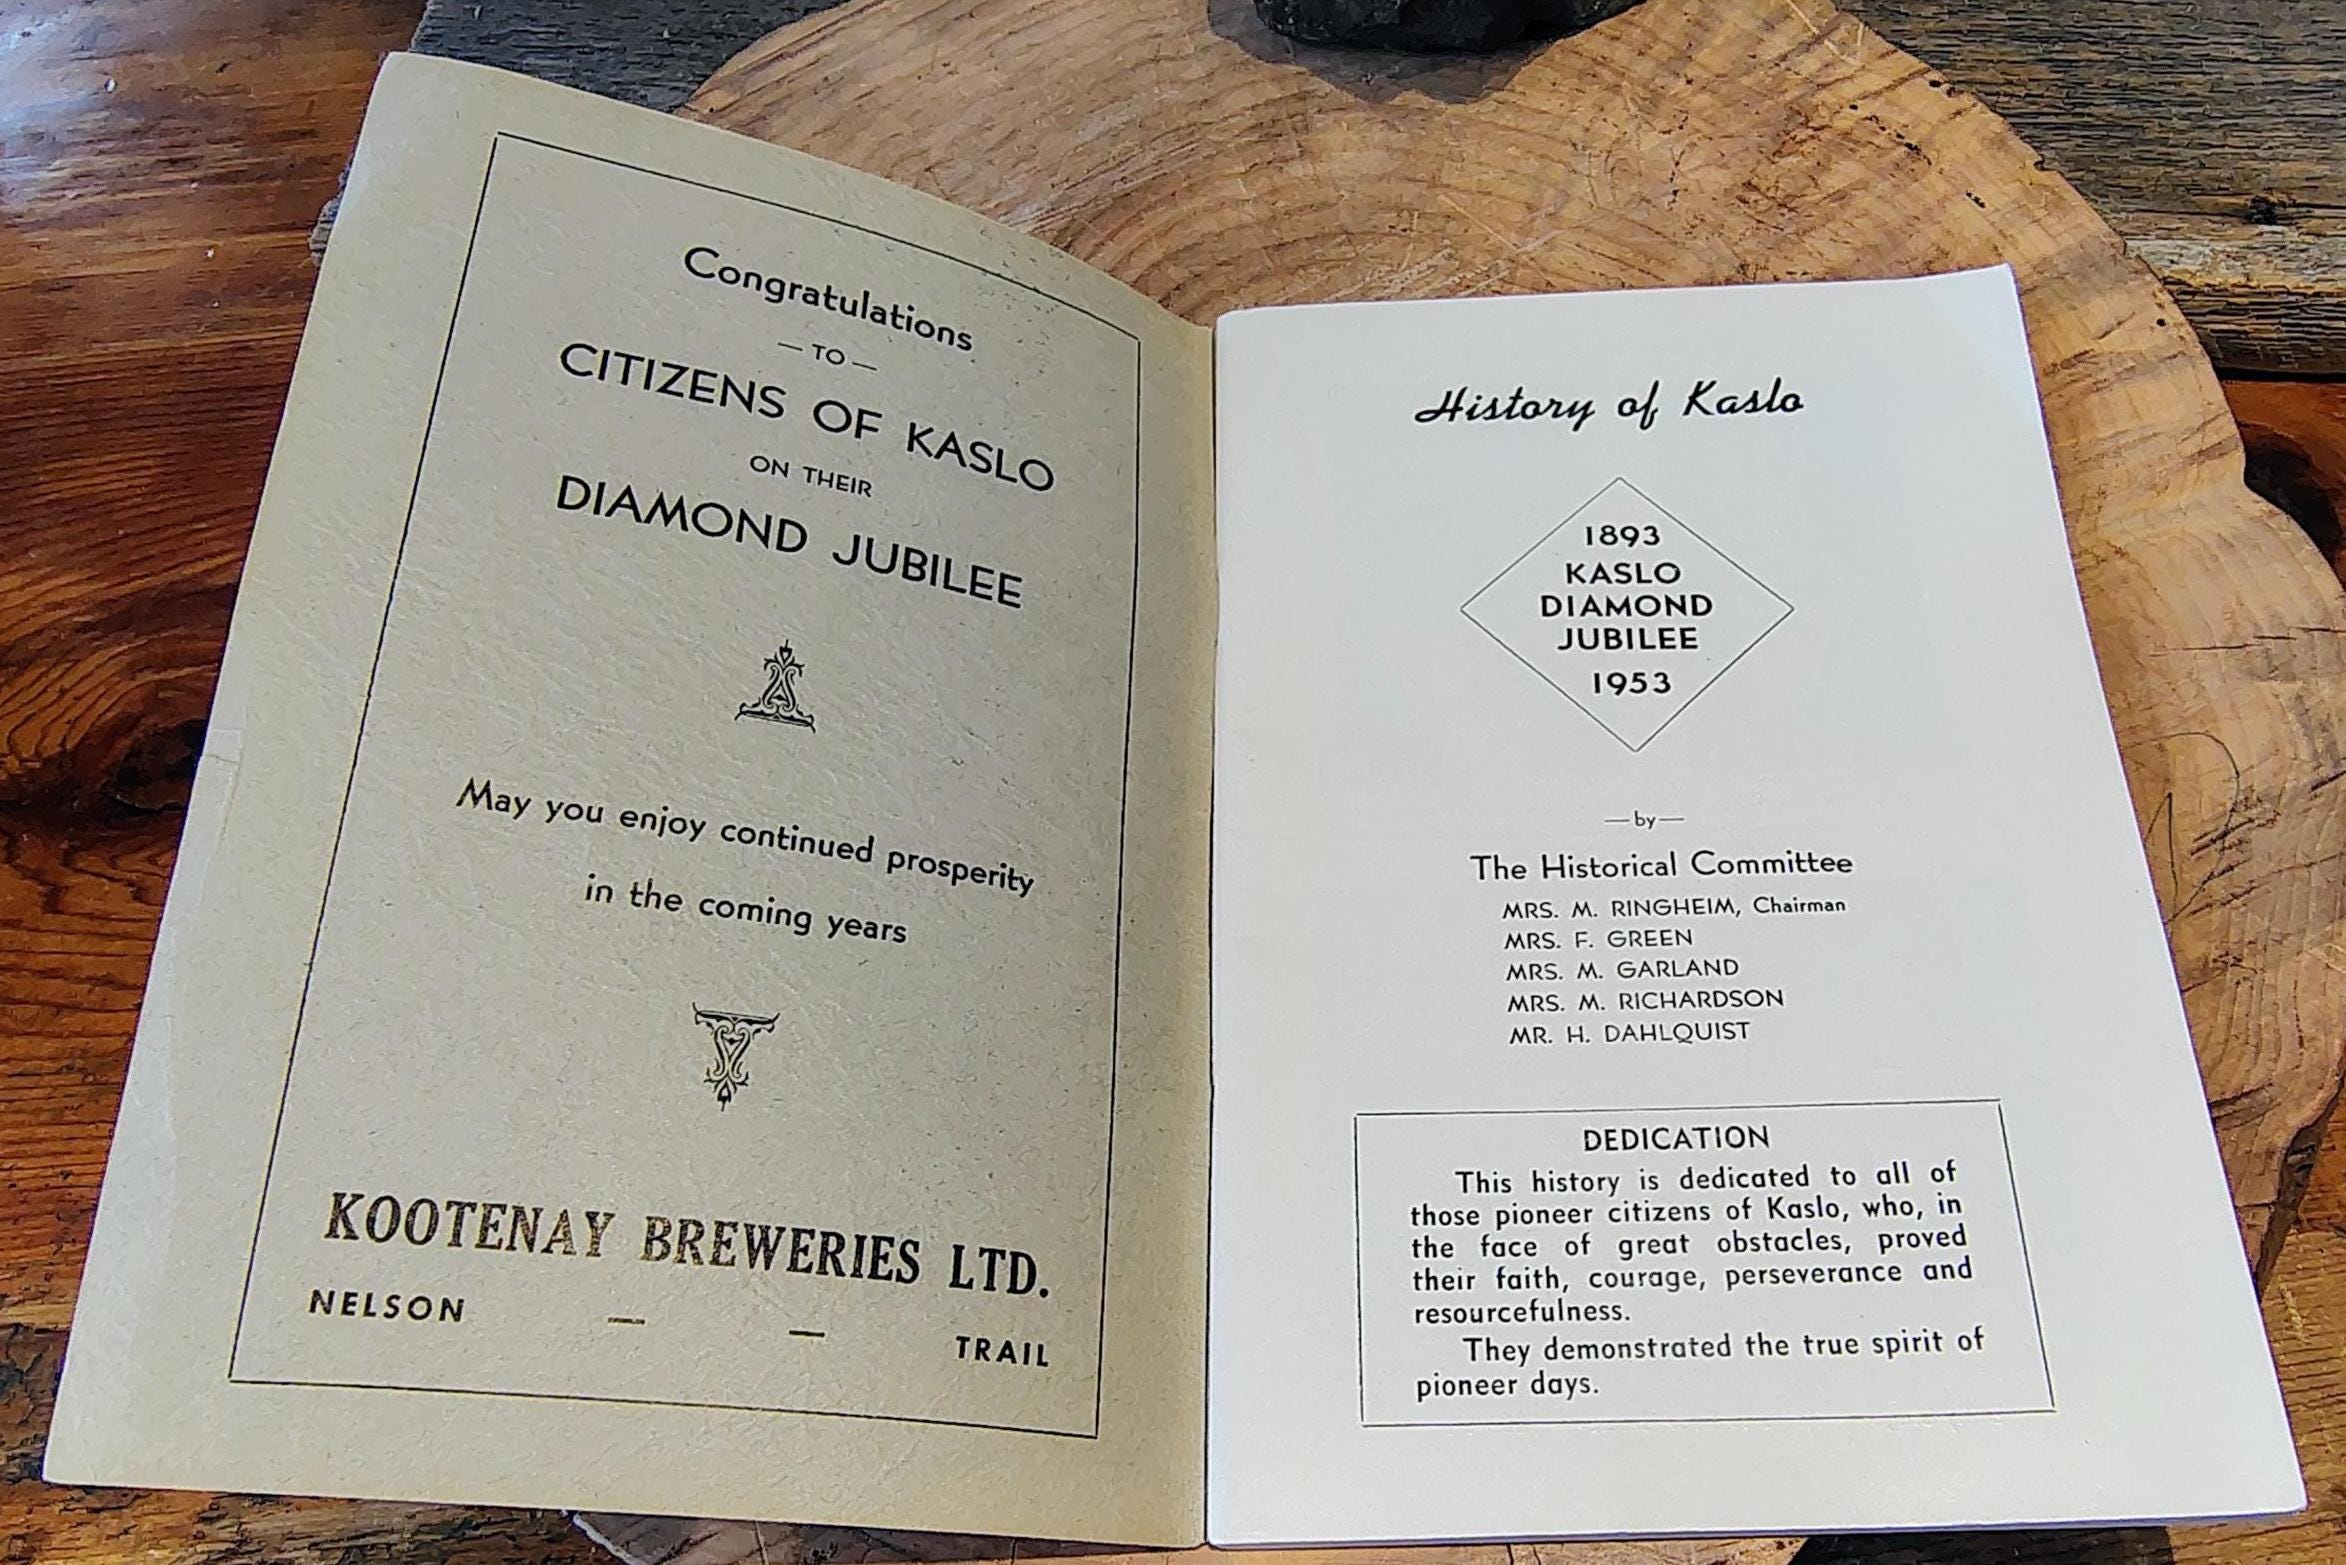 Congratulations
— TO —
CITIZENS OF KASLO
ON THEIR
DIAMOND JUBILEE
May you enjoy continued prosperity
in the coming years
KOOTENAY BREWERIES LTD.
NELSON — — TRAIL
History of Kaslo
1893
KASLO
DIAMOND
JUBILEE
1953
—by—
The Historical Committee
MRS. M. RINGHEIM, Chairman
MRS. F. GREEN
MRS. M. GARLAND
MRS. M. RICHARDSON
MR. H. DAHLQUIST
DEDICATION
This history is dedicated to all of
those pioneer citizens of Kaslo, who, in
the face of great obstacles, proved
their faith, courage, perseverance and
resourcefulness.
They demonstrated the true spirit of
pioneer days.